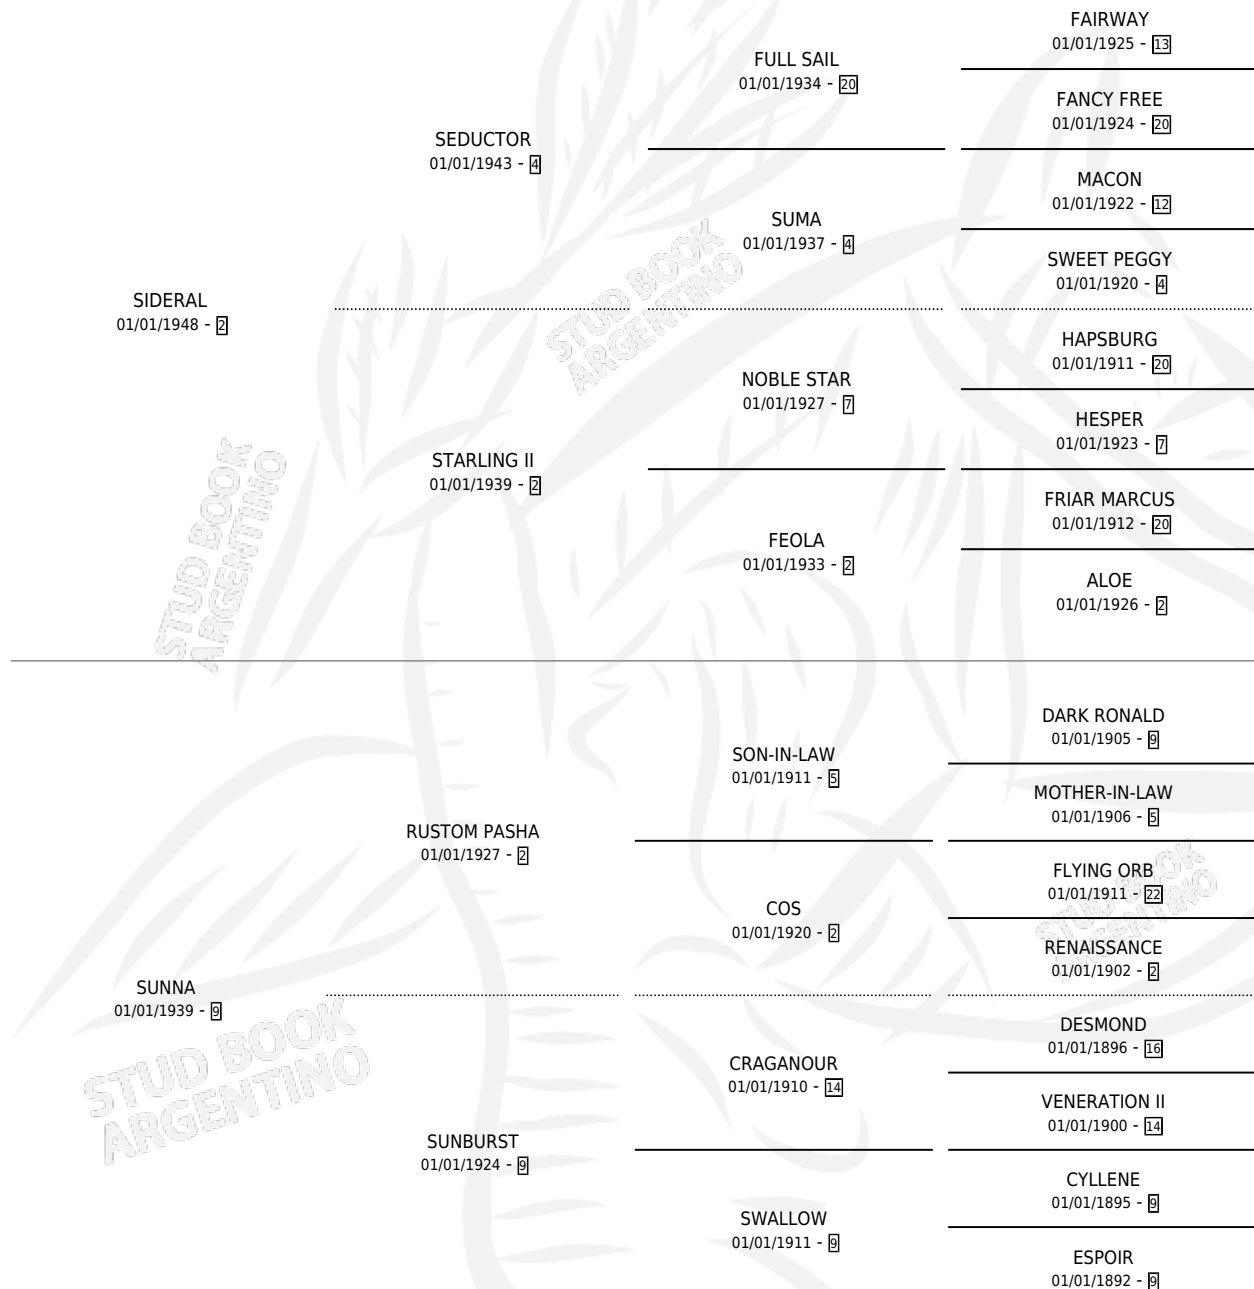 FAIRWAY
01/01/1925 - 13
FULL SAIL
01/01/1934 - 20
FANCY FREE
01/01/1924 - 20
SEDUCTOR
01/01/1943 - 4
MACON
01/01/1922 - 12
SUMA
01/01/1937 - 4
SWEET PEGGY
01/01/1920 - 4
STUD BOOK
ARGENTINO
SIDERAL
01/01/1948 - 2
HAPSBURG
01/01/1911 - 20
NOBLE STAR
01/01/1927 - 7
HESPER
01/01/1923 - 7
STARLING II
01/01/1939 - 2
FRIAR MARCUS
01/01/1912 - 20
FEOLA
01/01/1933 - 2
ALOE
01/01/1926 - 2
STUD BOOK
ARGENTINO
DARK RONALD
01/01/1905 - 9
SON-IN-LAW
01/01/1911 - 5
MOTHER-IN-LAW
01/01/1906 - 5
RUSTOM PASHA
01/01/1927 - 2
FLYING ORB
01/01/1911 - 22
COS
01/01/1920 - 2
RENAISSANCE
01/01/1902 - 2
STUD BOOK
ARGENTINO
SUNNA
01/01/1939 - 9
DESMOND
01/01/1896 - 16
CRAGANOUR
01/01/1910 - 14
VENERATION II
01/01/1900 - 14
STUD BOOK
ARGENTINO
SUNBURST
01/01/1924 - 9
CYLLENE
01/01/1895 - 9
SWALLOW
01/01/1911 - 9
ESPOIR
01/01/1892 - 9